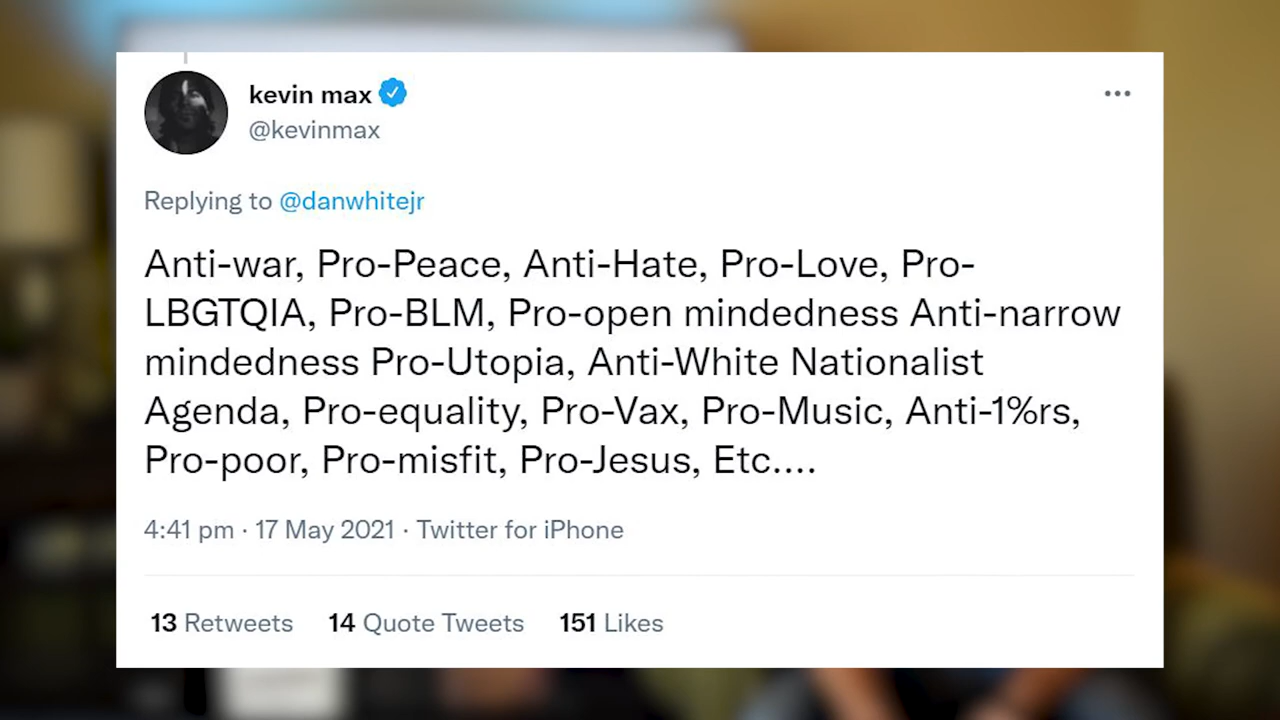 kevin max
@kevinmax
Replying to @danwhitejr
Anti-war, Pro-Peace, Anti-Hate, Pro-Love, Pro-
LBGTQIA, Pro-BLM, Pro-open mindedness Anti-narrow
mindedness Pro-Utopia, Anti-White Nationalist
Agenda, Pro-equality, Pro-Vax, Pro-Music, Anti-1%rs,
Pro-poor, Pro-misfit, Pro-Jesus, Etc....
4:41 pm · 17 May 2021 · Twitter for iPhone
13 Retweets 14 Quote Tweets 151 Likes